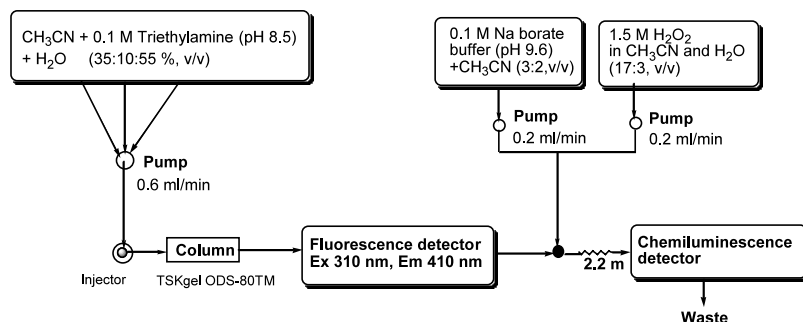 CH₃CN + 0.1 M Triethylamine (pH 8.5)
+ H₂O (35:10:55 %, v/v)
0.1 M Na borate
buffer (pH 9.6)
+CH₃CN (3:2,v/v)
1.5 M H₂O₂
in CH₃CN and H₂O
(17:3, v/v)
Pump
0.6 ml/min
Pump
0.2 ml/min
Pump
0.2 ml/min
Injector
Column
TSKgel ODS-80TM
Fluorescence detector
Ex 310 nm, Em 410 nm
2.2 m
Chemiluminescence
detector
Waste